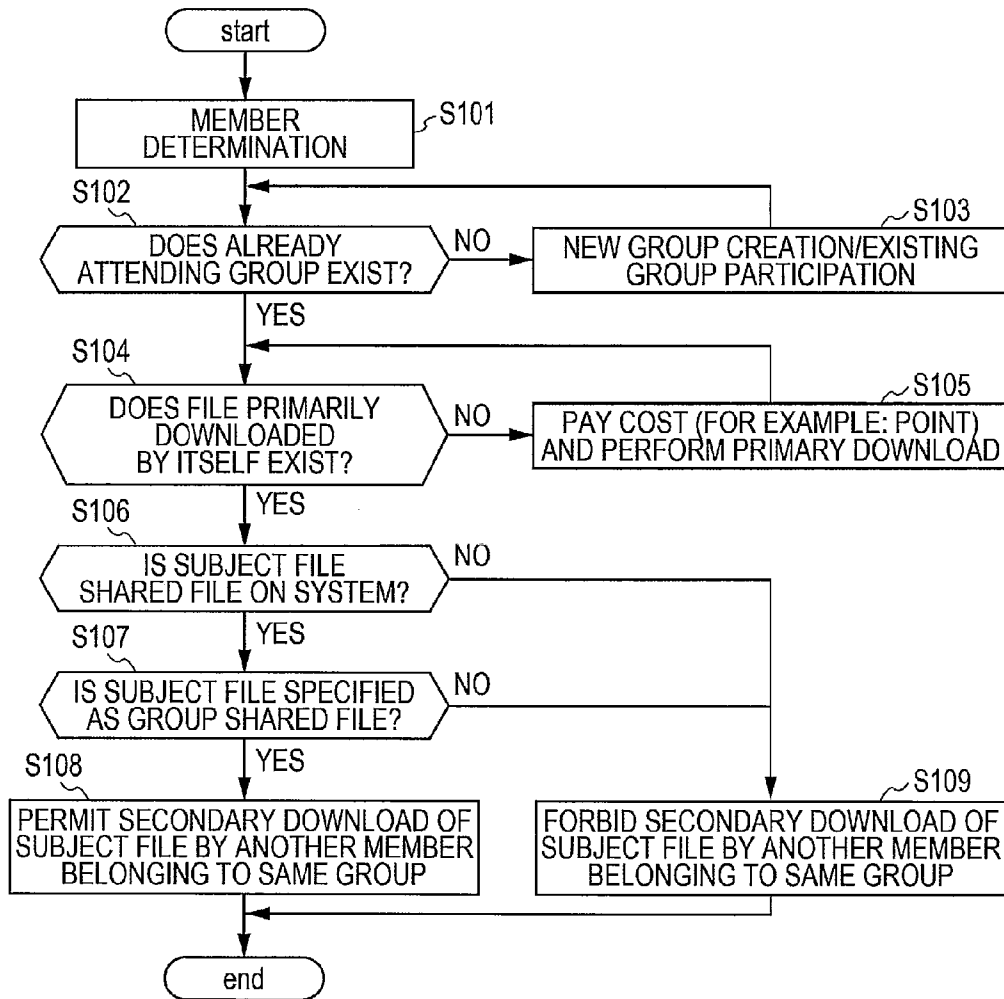 start
MEMBER
DETERMINATION
S101
S102
DOES ALREADY
ATTENDING GROUP EXIST?
NO
S103
NEW GROUP CREATION/EXISTING
GROUP PARTICIPATION
YES
S104
DOES FILE PRIMARILY
DOWNLOADED
BY ITSELF EXIST?
NO
S105
PAY COST (FOR EXAMPLE: POINT)
AND PERFORM PRIMARY DOWNLOAD
YES
S106
IS SUBJECT FILE
SHARED FILE ON SYSTEM?
NO
YES
S107
IS SUBJECT FILE SPECIFIED
AS GROUP SHARED FILE?
NO
YES
S108
PERMIT SECONDARY DOWNLOAD OF
SUBJECT FILE BY ANOTHER MEMBER
BELONGING TO SAME GROUP
S109
FORBID SECONDARY DOWNLOAD OF
SUBJECT FILE BY ANOTHER MEMBER
BELONGING TO SAME GROUP
end